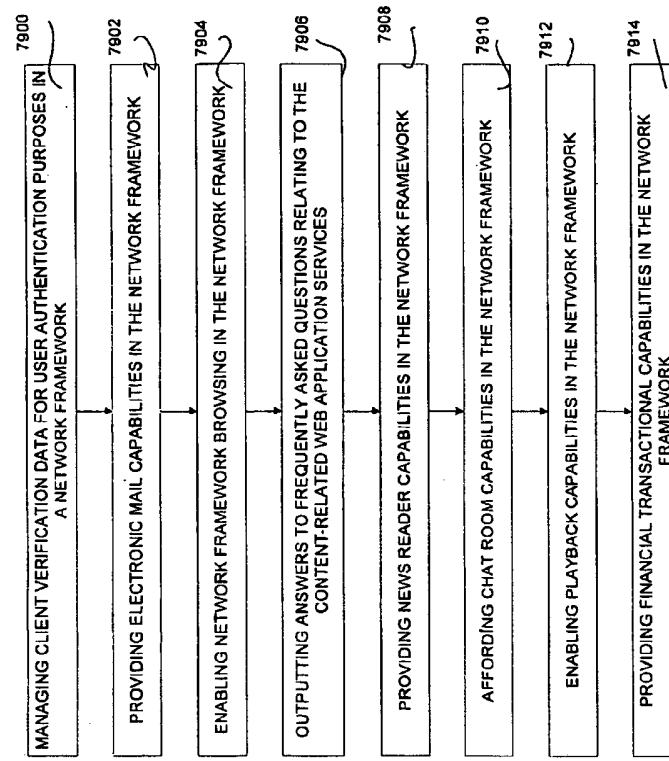 7900
MANAGING CLIENT VERIFICATION DATA FOR USER AUTHENTICATION PURPOSES IN
A NETWORK FRAMEWORK
7902
PROVIDING ELECTRONIC MAIL CAPABILITIES IN THE NETWORK FRAMEWORK
7904
ENABLING NETWORK FRAMEWORK BROWSING IN THE NETWORK FRAMEWORK
7906
OUTPUTTING ANSWERS TO FREQUENTLY ASKED QUESTIONS RELATING TO THE
CONTENT-RELATED WEB APPLICATION SERVICES
7908
PROVIDING NEWS READER CAPABILITIES IN THE NETWORK FRAMEWORK
7910
AFFORDING CHAT ROOM CAPABILITIES IN THE NETWORK FRAMEWORK
7912
ENABLING PLAYBACK CAPABILITIES IN THE NETWORK FRAMEWORK
7914
PROVIDING FINANCIAL TRANSACTIONAL CAPABILITIES IN THE NETWORK
FRAMEWORK